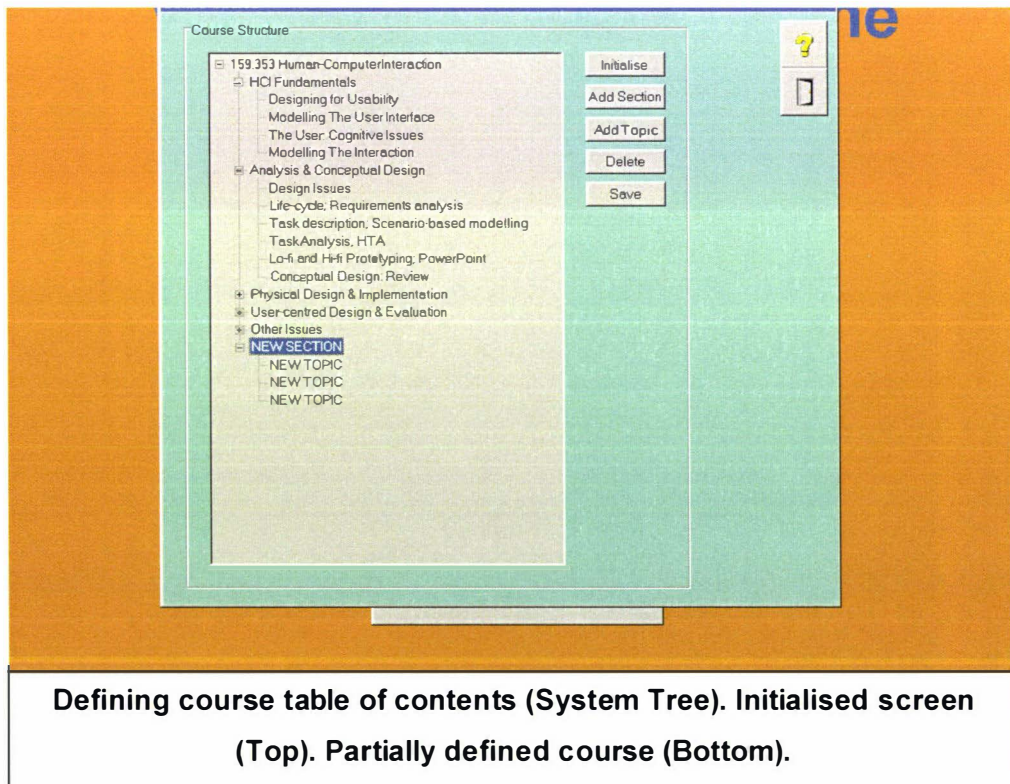 ne
Course Structure
159.353 Human-ComputerInteraction
HCI Fundamentals
Designing for Usability
Modelling The User Interface
The User Cognitive Issues
Modelling The Interaction
Analysis & Conceptual Design
Design Issues
Life-cycle, Requirements analysis
Task description, Scenario-based modelling
TaskAnalysis, HTA
Lo-fi and Hi-fi Prototyping; PowerPoint
Conceptual Design: Review
Physical Design & Implementation
User-centred Design & Evaluation
Other Issues
NEW SECTION
NEW TOPIC
NEW TOPIC
NEW TOPIC
Initialise
Add Section
Add Topic
Delete
Save
?
Defining course table of contents (System Tree). Initialised screen
(Top). Partially defined course (Bottom).